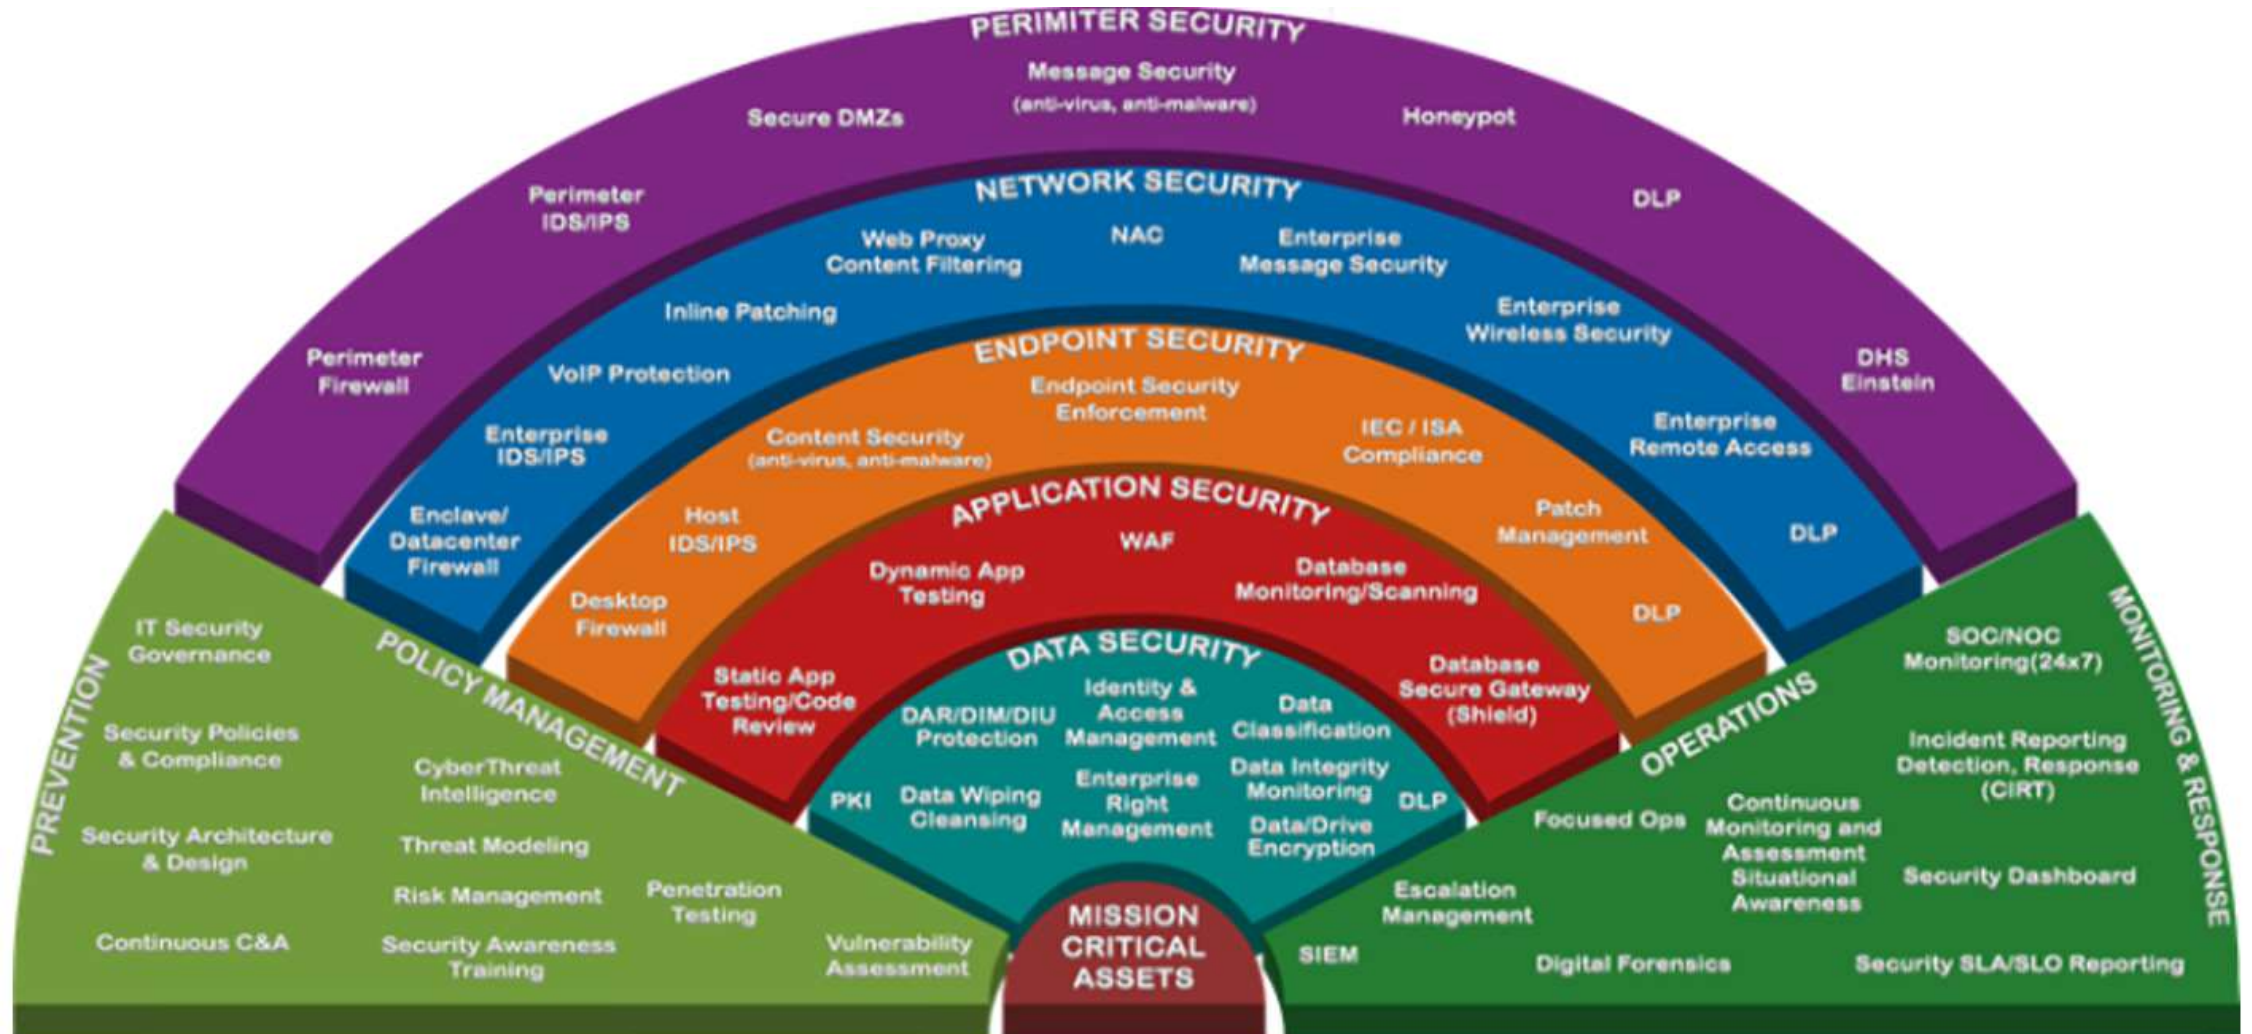 PERIMITER SECURITY
Message Security
(anti-virus, anti-malware)
Secure DMZs
Honeypot
Perimeter
IDS/IPS
DLP
Perimeter
Firewall
DHS
Einstein
NETWORK SECURITY
NAC
Web Proxy
Content Filtering
Enterprise
Message Security
Inline Patching
Enterprise
Wireless Security
VoIP Protection
Enterprise
IDS/IPS
Enterprise
Remote Access
Enclave/
Datacenter
Firewall
DLP
ENDPOINT SECURITY
Endpoint Security
Enforcement
Content Security
(anti-virus, anti-malware)
IEC / ISA
Compliance
Host
IDS/IPS
Patch
Management
Desktop
Firewall
DLP
APPLICATION SECURITY
WAF
Dynamic App
Testing
Database
Monitoring/Scanning
Static App
Testing/Code
Review
Database
Secure Gateway
(Shield)
DATA SECURITY
DAR/DIM/DIU
Protection
Identity &
Access
Management
Data
Classification
PKI
Data Wiping
Cleansing
Enterprise
Right
Management
Data Integrity
Monitoring
DLP
Data/Drive
Encryption
MISSION
CRITICAL
ASSETS
PREVENTION
POLICY MANAGEMENT
IT Security
Governance
Security Policies
& Compliance
Security Architecture
& Design
Continuous C&A
CyberThreat
Intelligence
Threat Modeling
Risk Management
Security Awareness
Training
Penetration
Testing
Vulnerability
Assessment
OPERATIONS
MONITORING & RESPONSE
SOC/NOC
Monitoring(24x7)
Incident Reporting
Detection, Response
(CIRT)
Focused Ops
Continuous
Monitoring and
Assessment
Situational
Awareness
Security Dashboard
Escalation
Management
SIEM
Digital Forensics
Security SLA/SLO Reporting